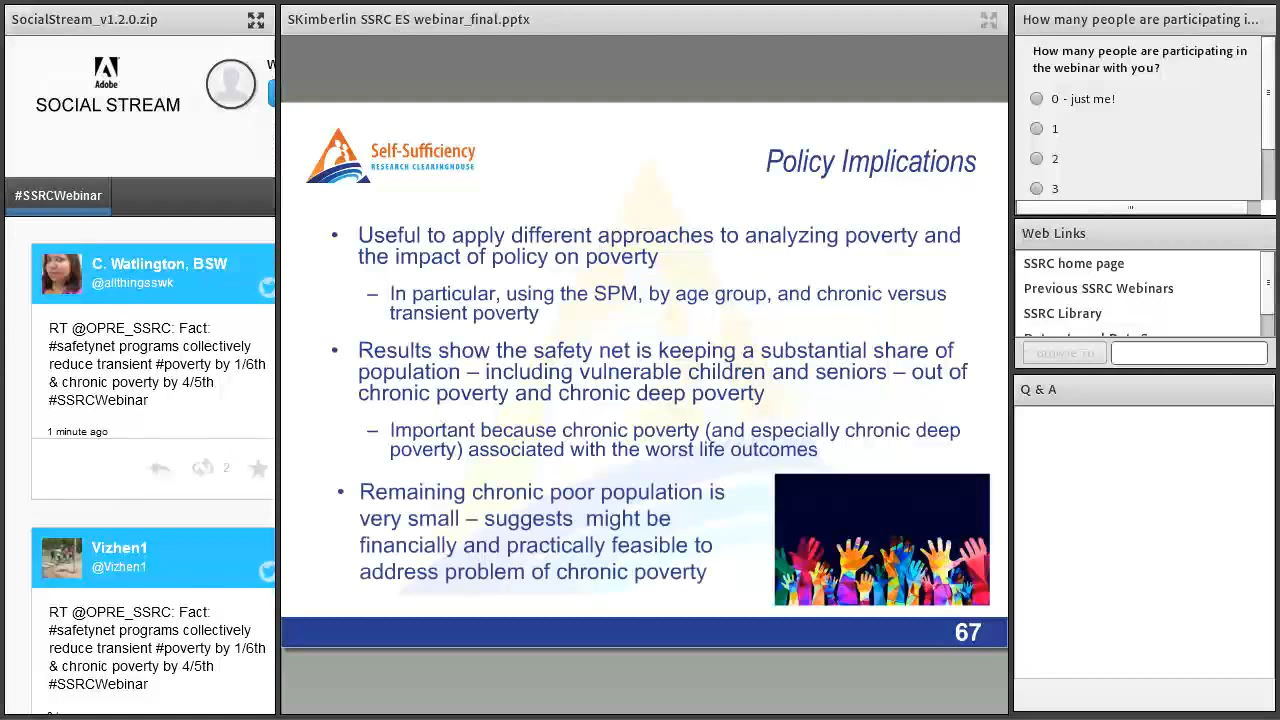 SocialStream_v1.2.0.zip
Adobe
SOCIAL STREAM
#SSRCWebinar
C. Watlington, BSW
@allthingsswk
RT @OPRE_SSRC: Fact:
#safetynet programs collectively
reduce transient #poverty by 1/6th
& chronic poverty by 4/5th
#SSRCWebinar
1 minute ago
2
Vizhen1
@Vizhen1
RT @OPRE_SSRC: Fact:
#safetynet programs collectively
reduce transient #poverty by 1/6th
& chronic poverty by 4/5th
#SSRCWebinar
SKimberlin SSRC ES webinar_final.pptx
Self-Sufficiency
RESEARCH CLEARINGHOUSE
Policy Implications
• Useful to apply different approaches to analyzing poverty and
the impact of policy on poverty
– In particular, using the SPM, by age group, and chronic versus
transient poverty
• Results show the safety net is keeping a substantial share of
population – including vulnerable children and seniors – out of
chronic poverty and chronic deep poverty
– Important because chronic poverty (and especially chronic deep
poverty) associated with the worst life outcomes
• Remaining chronic poor population is
very small – suggests might be
financially and practically feasible to
address problem of chronic poverty
67
How many people are participating i...
How many people are participating in
the webinar with you?
0 - just me!
1
2
3
Web Links
SSRC home page
Previous SSRC Webinars
SSRC Library
Q & A